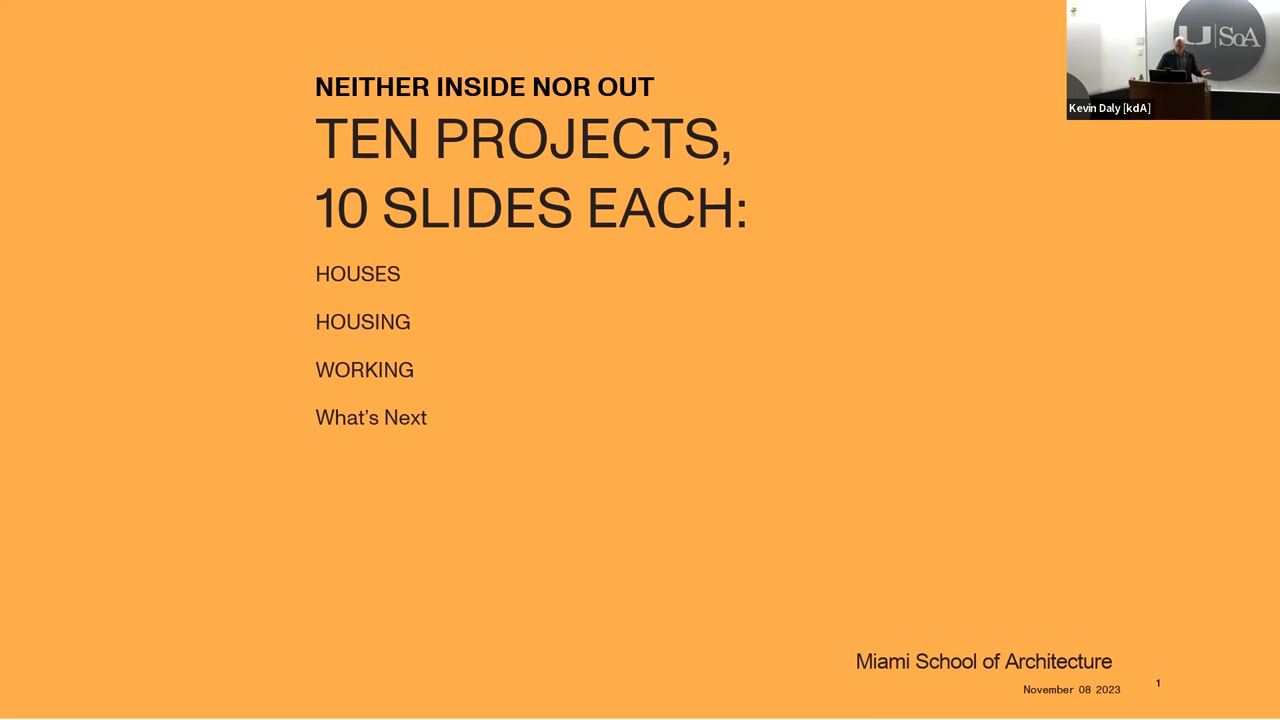 NEITHER INSIDE NOR OUT
TEN PROJECTS,
10 SLIDES EACH:
HOUSES
HOUSING
WORKING
What's Next
Miami School of Architecture
November 08 2023
1
U SoA
Kevin Daly [kdA]